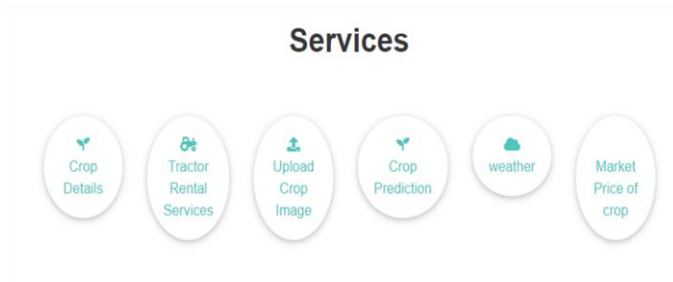 Services
Crop
Details
Tractor
Rental
Services
Upload
Crop
Image
Crop
Prediction
weather
Market
Price of
crop